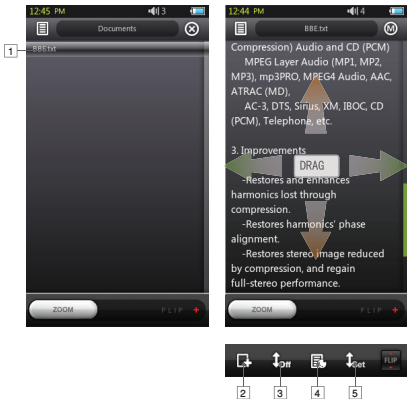 12:45 PM 3
Documents
1
BBE.txt
ZOOM FLIP +
12:44 PM 4
BBE.txt M
Compression) Audio and CD (PCM)
MPEG Layer Audio (MP1, MP2,
MP3), mp3PRO, MPEG4 Audio, AAC,
ATRAC (MD),
AC-3, DTS, Sirius, XM, IBOC, CD
(PCM), Telephone, etc.
3. Improvements
DRAG
-Restores and enhances
harmonics lost through
compression.
-Restores harmonics' phase
alignment.
-Restores stereo image reduced
by compression, and regain
full-stereo performance.
ZOOM FLIP +
Off Set FLIP
2 3 4 5